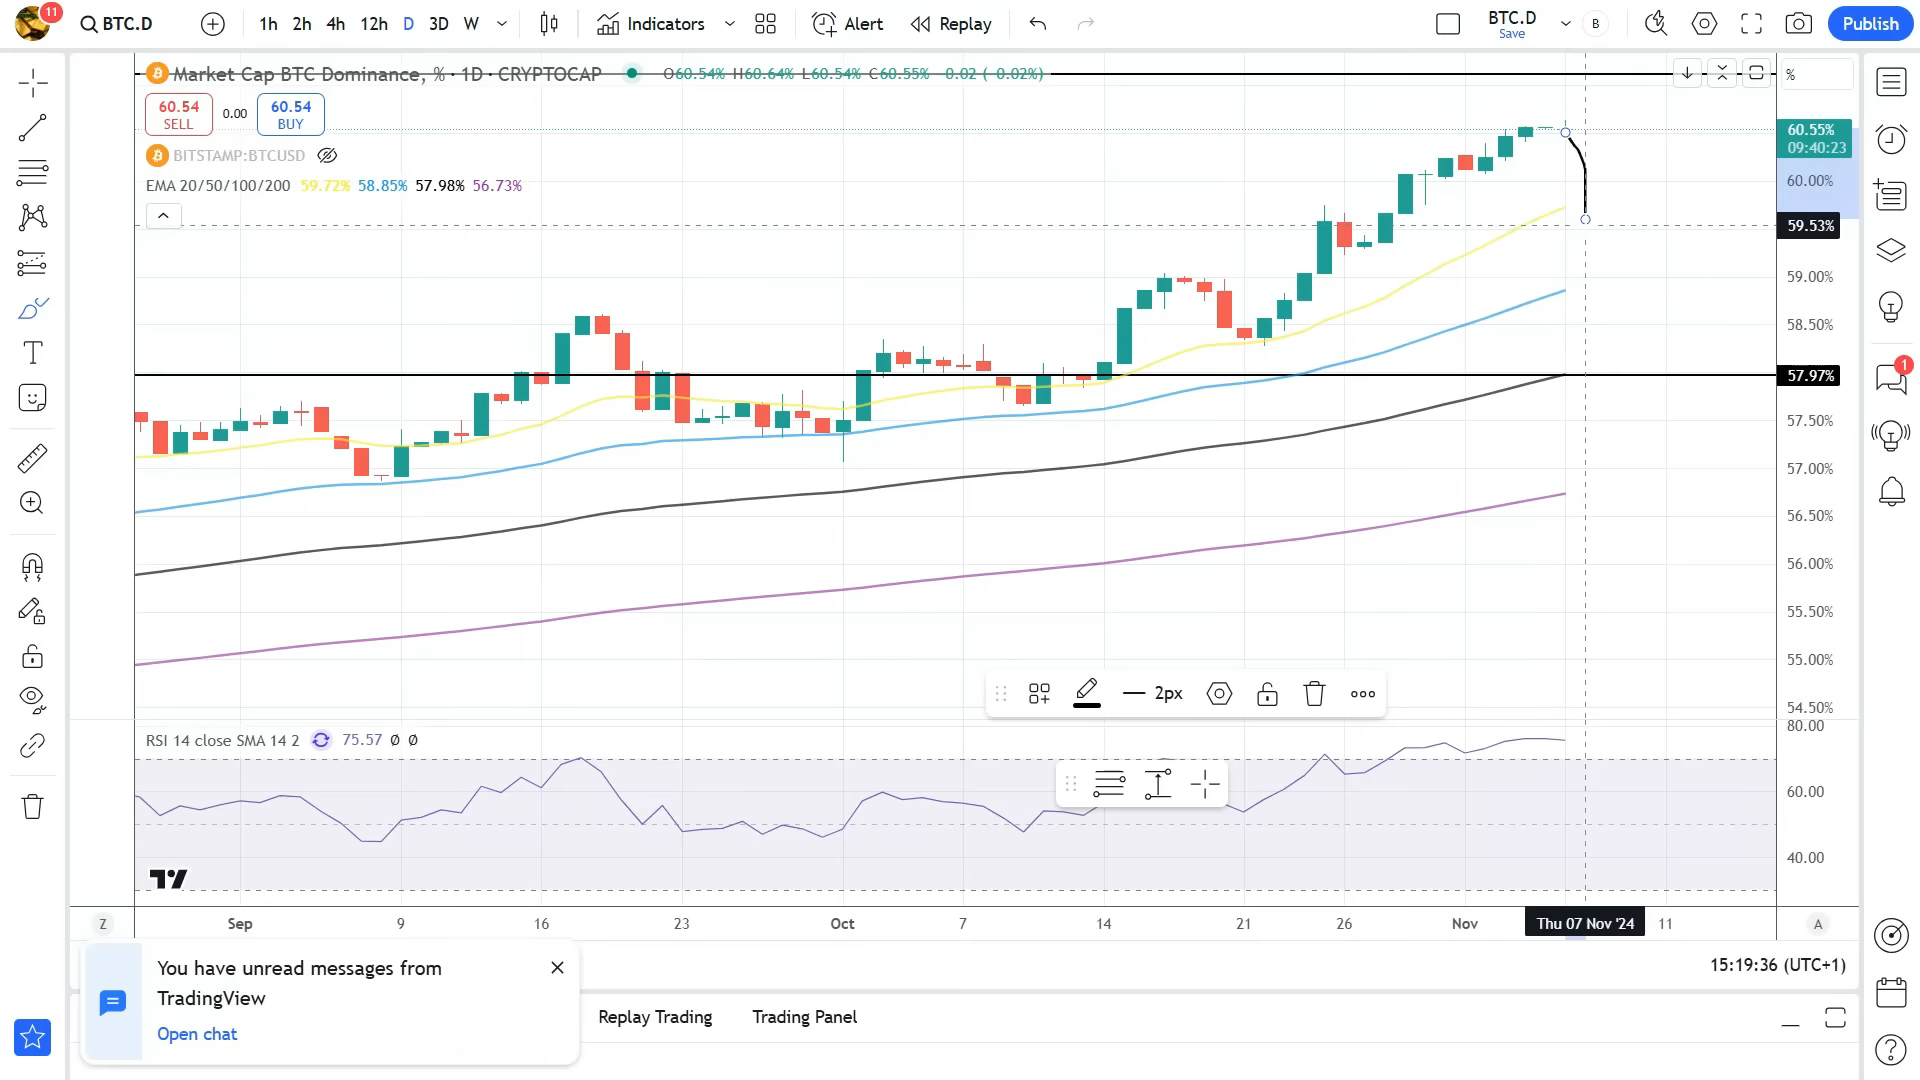 11
BTC.D
1h 2h 4h 12h D 3D W
Indicators
Alert
Replay
BTC.D
Save
B
Publish
Market Cap BTC Dominance, % · 1D · CRYPTOCAP
O60.54% H60.64% L60.54% C60.55% −0.02 (−0.02%)
%
60.54
SELL
0.00
60.54
BUY
BITSTAMP:BTCUSD
EMA 20/50/100/200 59.72% 58.85% 57.98% 56.73%
60.55%
09:40:23
60.00%
59.53%
59.00%
58.50%
57.97%
57.50%
57.00%
56.50%
56.00%
55.50%
55.00%
54.50%
1
2px
RSI 14 close SMA 14 2 75.57 Ø Ø
80.00
60.00
40.00
Z
Sep 9 16 23 Oct 7 14 21 26 Nov Thu 07 Nov '24 11
A
15:19:36 (UTC+1)
You have unread messages from
TradingView
Open chat
Replay Trading
Trading Panel